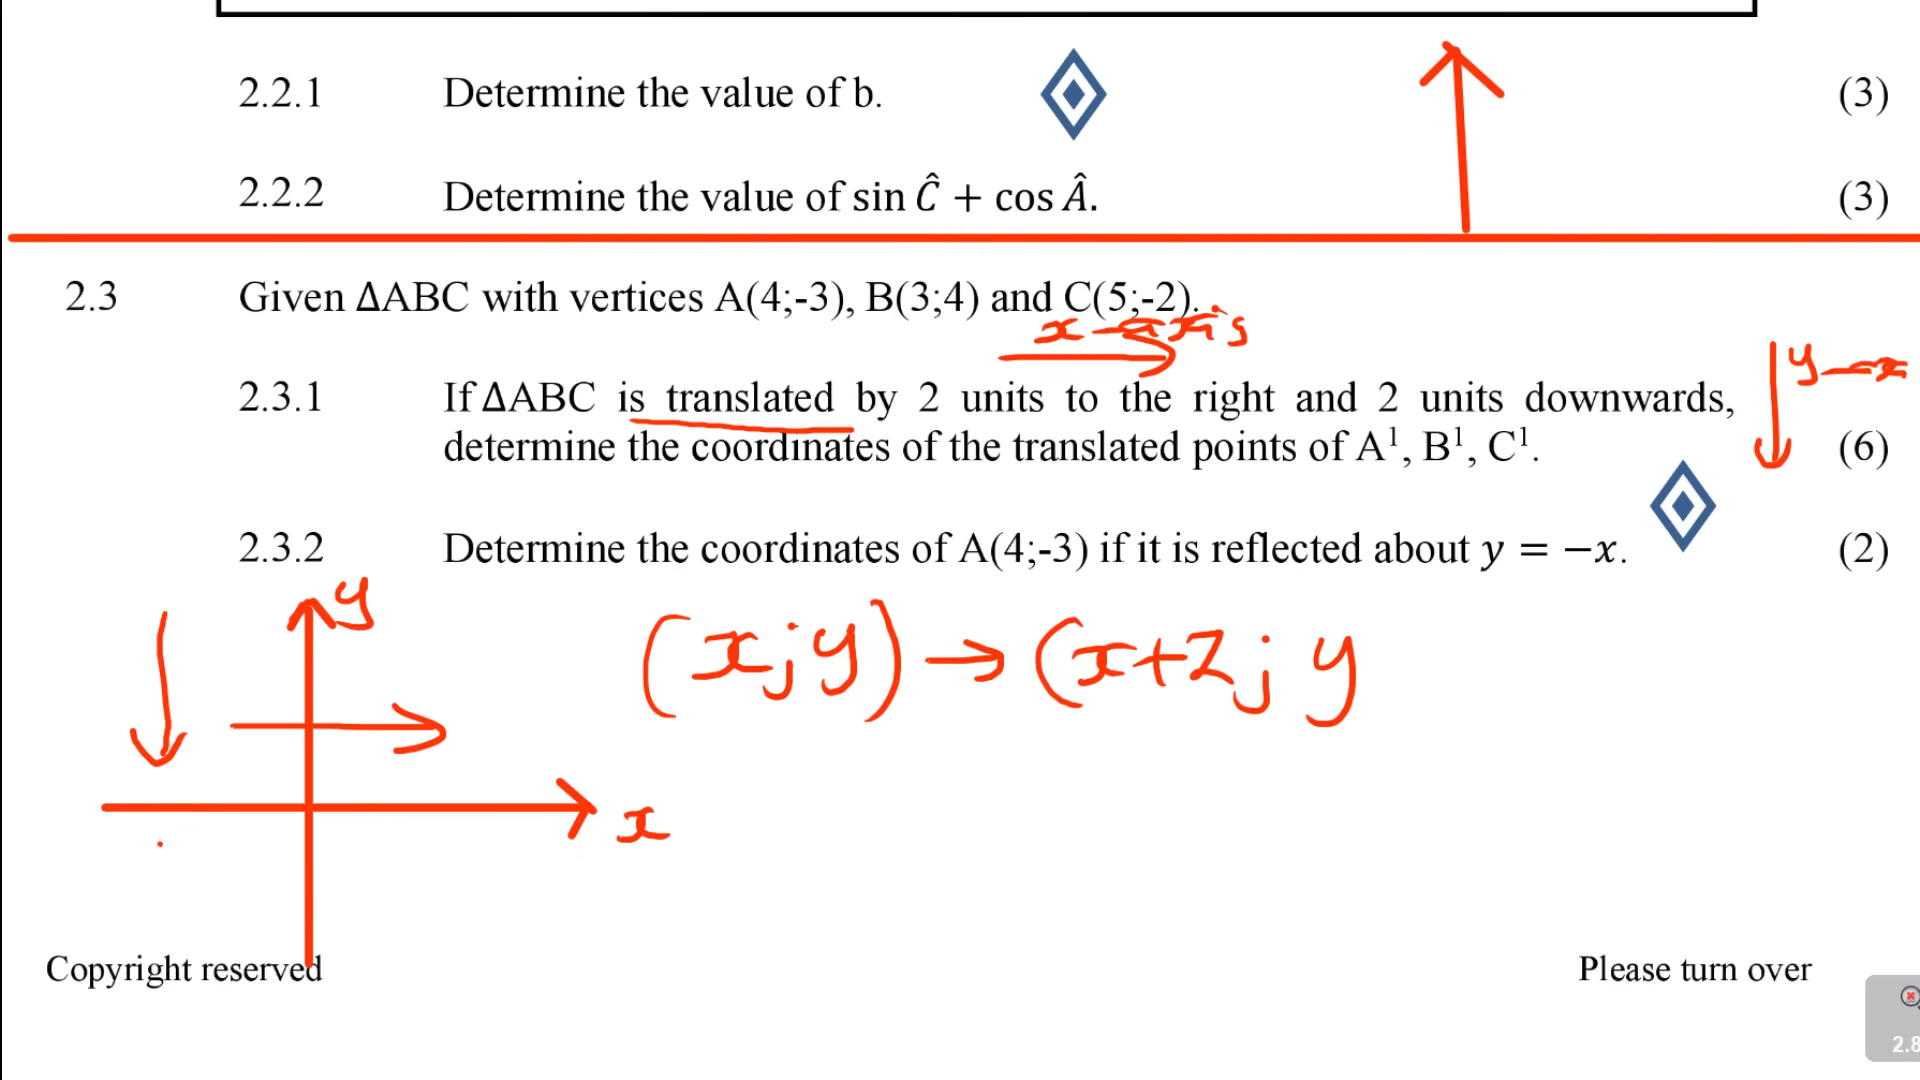 2.2.1 Determine the value of b. (3)
2.2.2 Determine the value of sin Ĉ + cos Â. (3)
2.3 Given ΔABC with vertices A(4;-3), B(3;4) and C(5;-2).
x-axis
2.3.1 If ΔABC is translated by 2 units to the right and 2 units downwards,
y-
determine the coordinates of the translated points of A¹, B¹, C¹. (6)
2.3.2 Determine the coordinates of A(4;-3) if it is reflected about y = −x. (2)
y
(x;y)→(x+2; y
x
Copyright reserved Please turn over
2.8